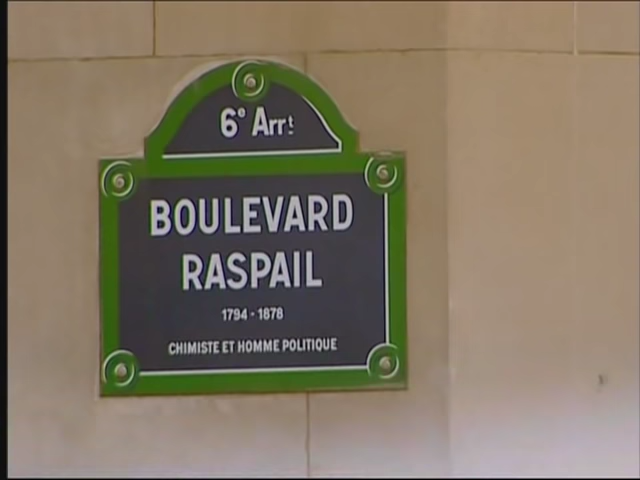 6e Arrt
BOULEVARD
RASPAIL
1794 - 1878
CHIMISTE ET HOMME POLITIQUE